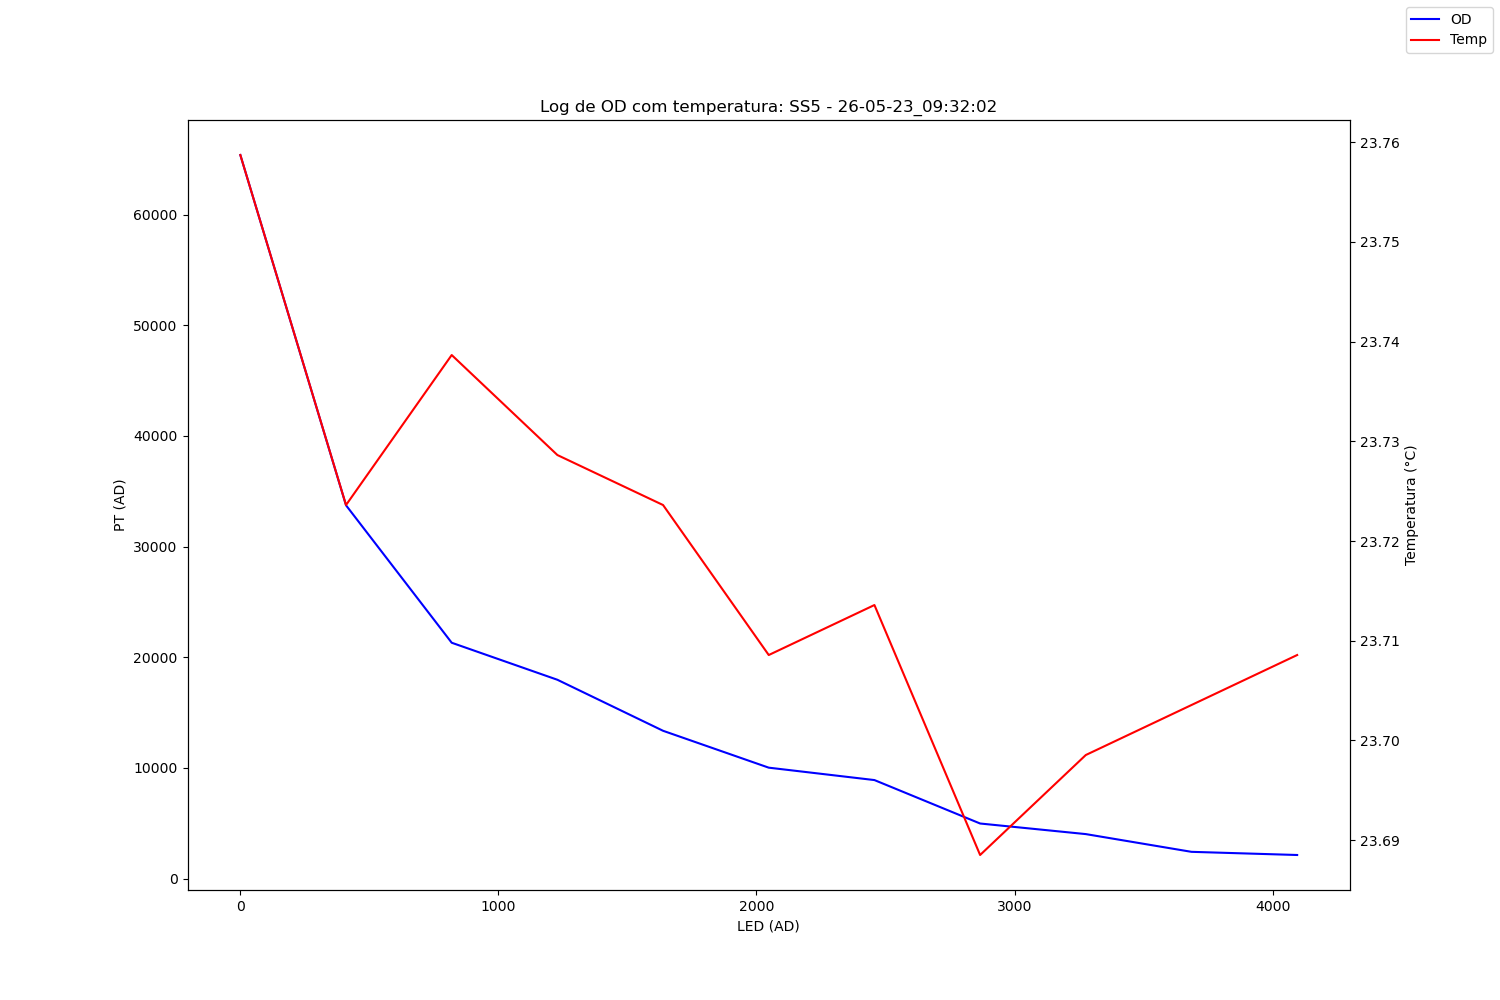 OD
Temp
Log de OD com temperatura: SS5 - 26-05-23_09:32:02
60000
50000
40000
30000
20000
10000
0
PT (AD)
23.76
23.75
23.74
23.73
23.72
23.71
23.70
23.69
Temperatura (°C)
0 1000 2000 3000 4000
LED (AD)